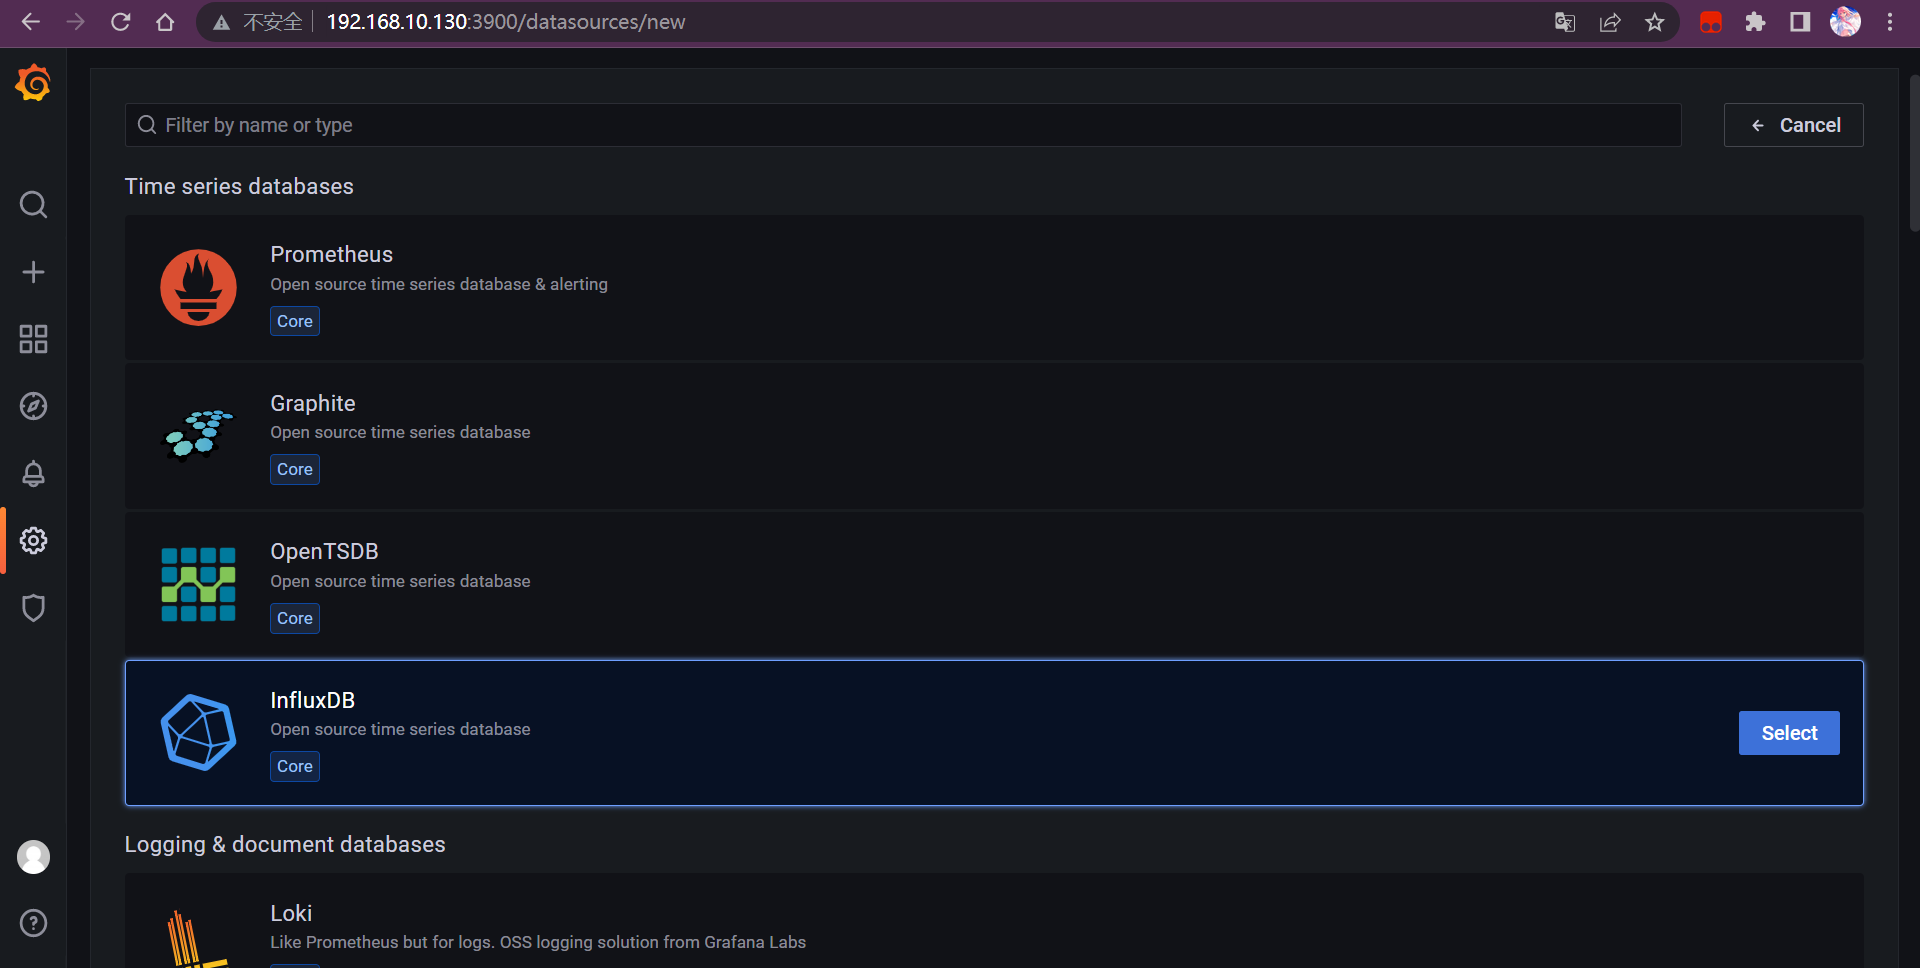 不安全 192.168.10.130:3900/datasources/new
Filter by name or type
Cancel
Time series databases
Prometheus
Open source time series database & alerting
Core
Graphite
Open source time series database
Core
OpenTSDB
Open source time series database
Core
InfluxDB
Open source time series database
Core
Select
Logging & document databases
Loki
Like Prometheus but for logs. OSS logging solution from Grafana Labs